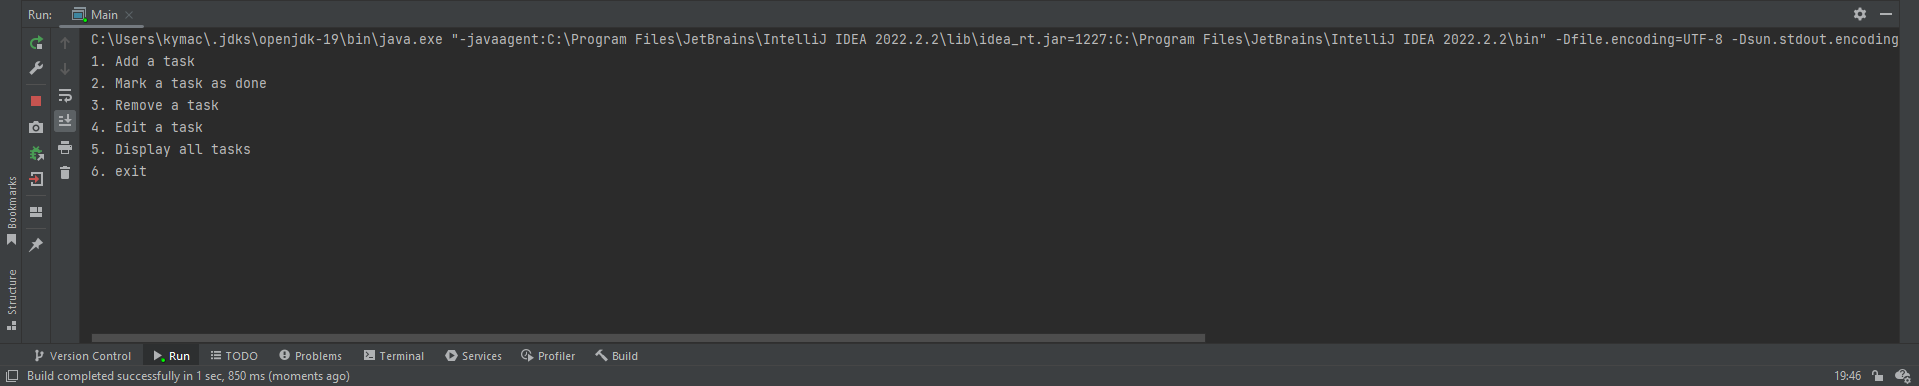 Run: Main
C:\Users\kymac\.jdks\openjdk-19\bin\java.exe "-javaagent:C:\Program Files\JetBrains\IntelliJ IDEA 2022.2.2\lib\idea_rt.jar=1227:C:\Program Files\JetBrains\IntelliJ IDEA 2022.2.2\bin" -Dfile.encoding=UTF-8 -Dsun.stdout.encoding
1. Add a task
2. Mark a task as done
3. Remove a task
4. Edit a task
5. Display all tasks
6. exit
Bookmarks
Structure
Version Control Run TODO Problems Terminal Services Profiler Build
Build completed successfully in 1 sec, 850 ms (moments ago) 19:46